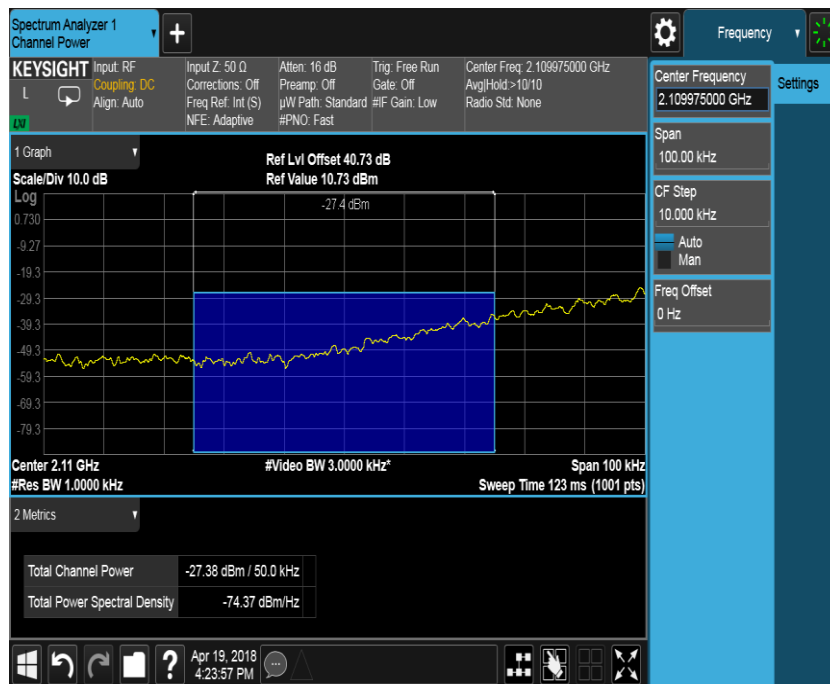 Spectrum Analyzer 1
Channel Power
+
Frequency
KEYSIGHT
L
LXI
Input: RF
Coupling: DC
Align: Auto
Input Z: 50 Ω
Corrections: Off
Freq Ref: Int (S)
NFE: Adaptive
Atten: 16 dB
Preamp: Off
µW Path: Standard
#PNO: Fast
Trig: Free Run
Gate: Off
#IF Gain: Low
Center Freq: 2.109975000 GHz
Avg|Hold:>10/10
Radio Std: None
Center Frequency
2.109975000 GHz
Settings
Span
100.00 kHz
CF Step
10.000 kHz
Auto
Man
Freq Offset
0 Hz
1 Graph
Scale/Div 10.0 dB
Ref Lvl Offset 40.73 dB
Ref Value 10.73 dBm
Log
-27.4 dBm
0.730
-9.27
-19.3
-29.3
-39.3
-49.3
-59.3
-69.3
-79.3
Center 2.11 GHz
#Video BW 3.0000 kHz*
Span 100 kHz
#Res BW 1.0000 kHz
Sweep Time 123 ms (1001 pts)
2 Metrics
Total Channel Power -27.38 dBm / 50.0 kHz
Total Power Spectral Density -74.37 dBm/Hz
?
Apr 19, 2018
4:23:57 PM